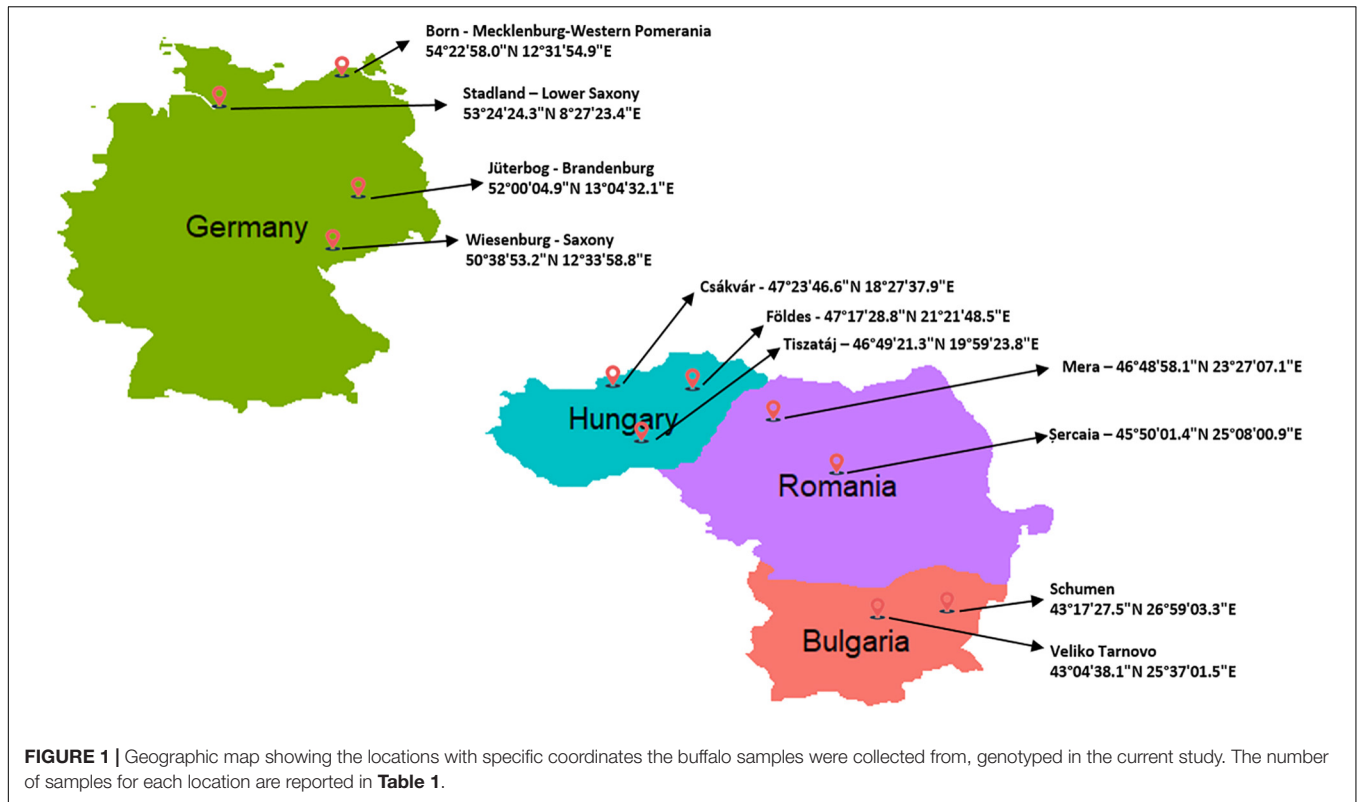 Born - Mecklenburg-Western Pomerania
54°22'58.0"N 12°31'54.9"E
Stadland – Lower Saxony
53°24'24.3"N 8°27'23.4"E
Jüterbog - Brandenburg
52°00'04.9"N 13°04'32.1"E
Germany
Wiesenburg - Saxony
50°38'53.2"N 12°33'58.8"E
Csákvár - 47°23'46.6"N 18°27'37.9"E
Földes - 47°17'28.8"N 21°21'48.5"E
Tiszatáj – 46°49'21.3"N 19°59'23.8"E
Mera – 46°48'58.1"N 23°27'07.1"E
Hungary
Șercaia – 45°50'01.4"N 25°08'00.9"E
Romania
Schumen
43°17'27.5"N 26°59'03.3"E
Bulgaria
Veliko Tarnovo
43°04'38.1"N 25°37'01.5"E
FIGURE 1 | Geographic map showing the locations with specific coordinates the buffalo samples were collected from, genotyped in the current study. The number
of samples for each location are reported in Table 1.